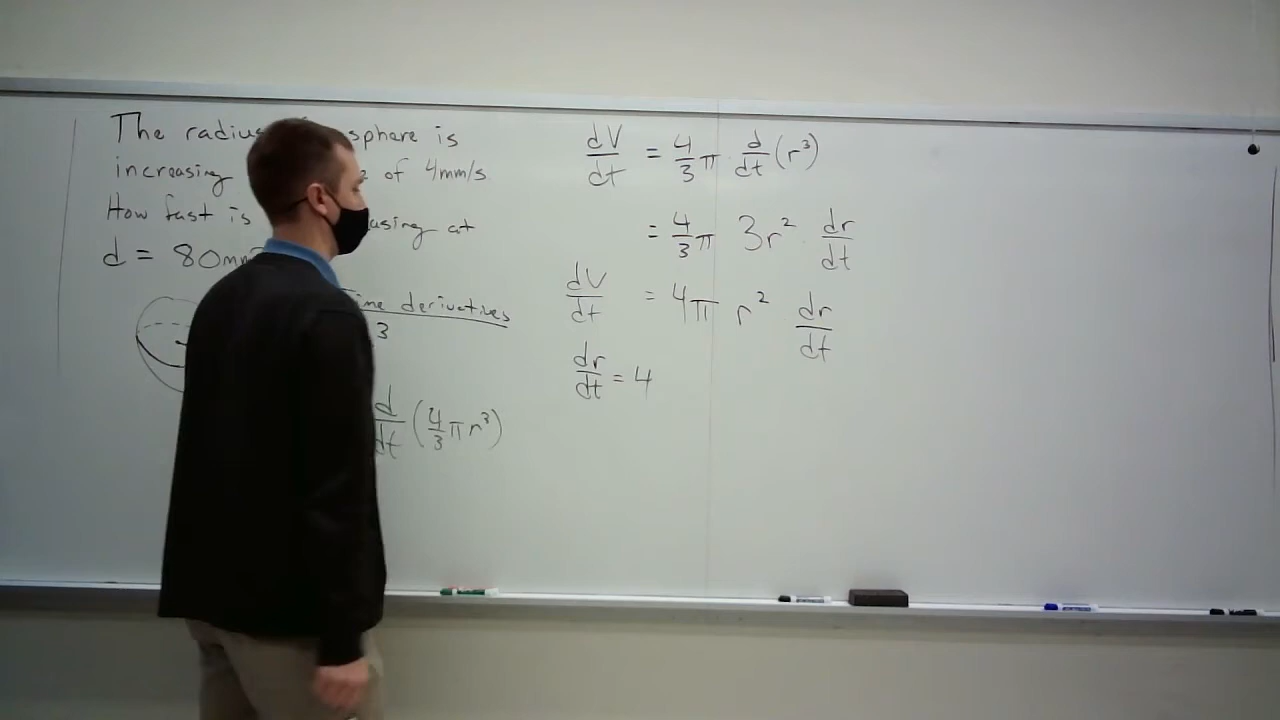 The radius sphere is
increasing of 4mm/s
How fast is asing at
d = 80mm
ime derivatives
3
d/dt (4/3 π r³)
dV/dt = 4/3 π · d/dt (r³)
= 4/3 π 3r² · dr/dt
dV/dt = 4π r² dr/dt
dr/dt = 4